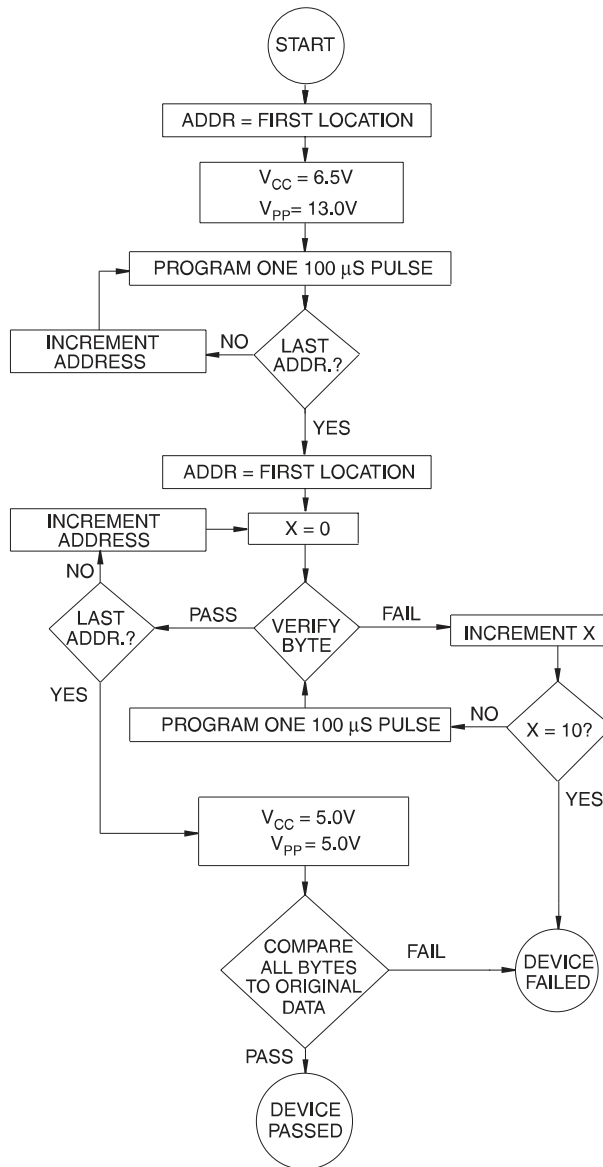 START
ADDR = FIRST LOCATION
VCC = 6.5V
VPP = 13.0V
PROGRAM ONE 100 µS PULSE
INCREMENT
ADDRESS
NO
LAST
ADDR.?
YES
ADDR = FIRST LOCATION
INCREMENT
ADDRESS
X = 0
NO
LAST
ADDR.?
PASS
VERIFY
BYTE
FAIL
INCREMENT X
YES
PROGRAM ONE 100 µS PULSE
NO
X = 10?
YES
VCC = 5.0V
VPP = 5.0V
COMPARE
ALL BYTES
TO ORIGINAL
DATA
FAIL
DEVICE
FAILED
PASS
DEVICE
PASSED